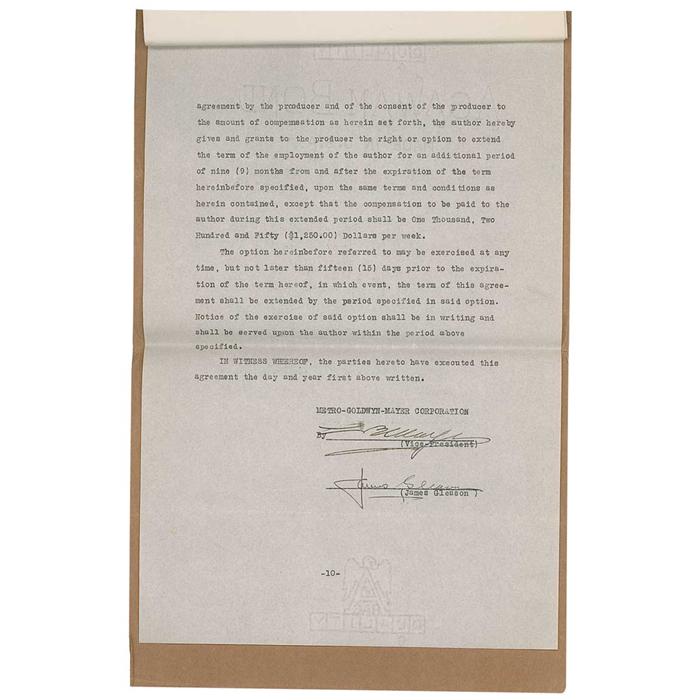 agreement by the producer and of the consent of the producer to
the amount of compensation as herein set forth, the author hereby
gives and grants to the producer the right or option to extend
the term of the employment of the author for an additional period
of nine (9) months from and after the expiration of the term
hereinbefore specified, upon the same terms and conditions as
herein contained, except that the compensation to be paid to the
author during this extended period shall be One Thousand, Two
Hundred and Fifty ($1,250.00) Dollars per week.
The option hereinbefore referred to may be exercised at any
time, but not later than fifteen (15) days prior to the expira-
tion of the term hereof, in which event, the term of this agree-
ment shall be extended by the period specified in said option.
Notice of the exercise of said option shall be in writing and
shall be served upon the author within the period above
specified.
IN WITNESS WHEREOF, the parties hereto have executed this
agreement the day and year first above written.
METRO-GOLDWYN-MAYER CORPORATION
By
(Vice-President)
James Gleason
(James Gleason )
-10-